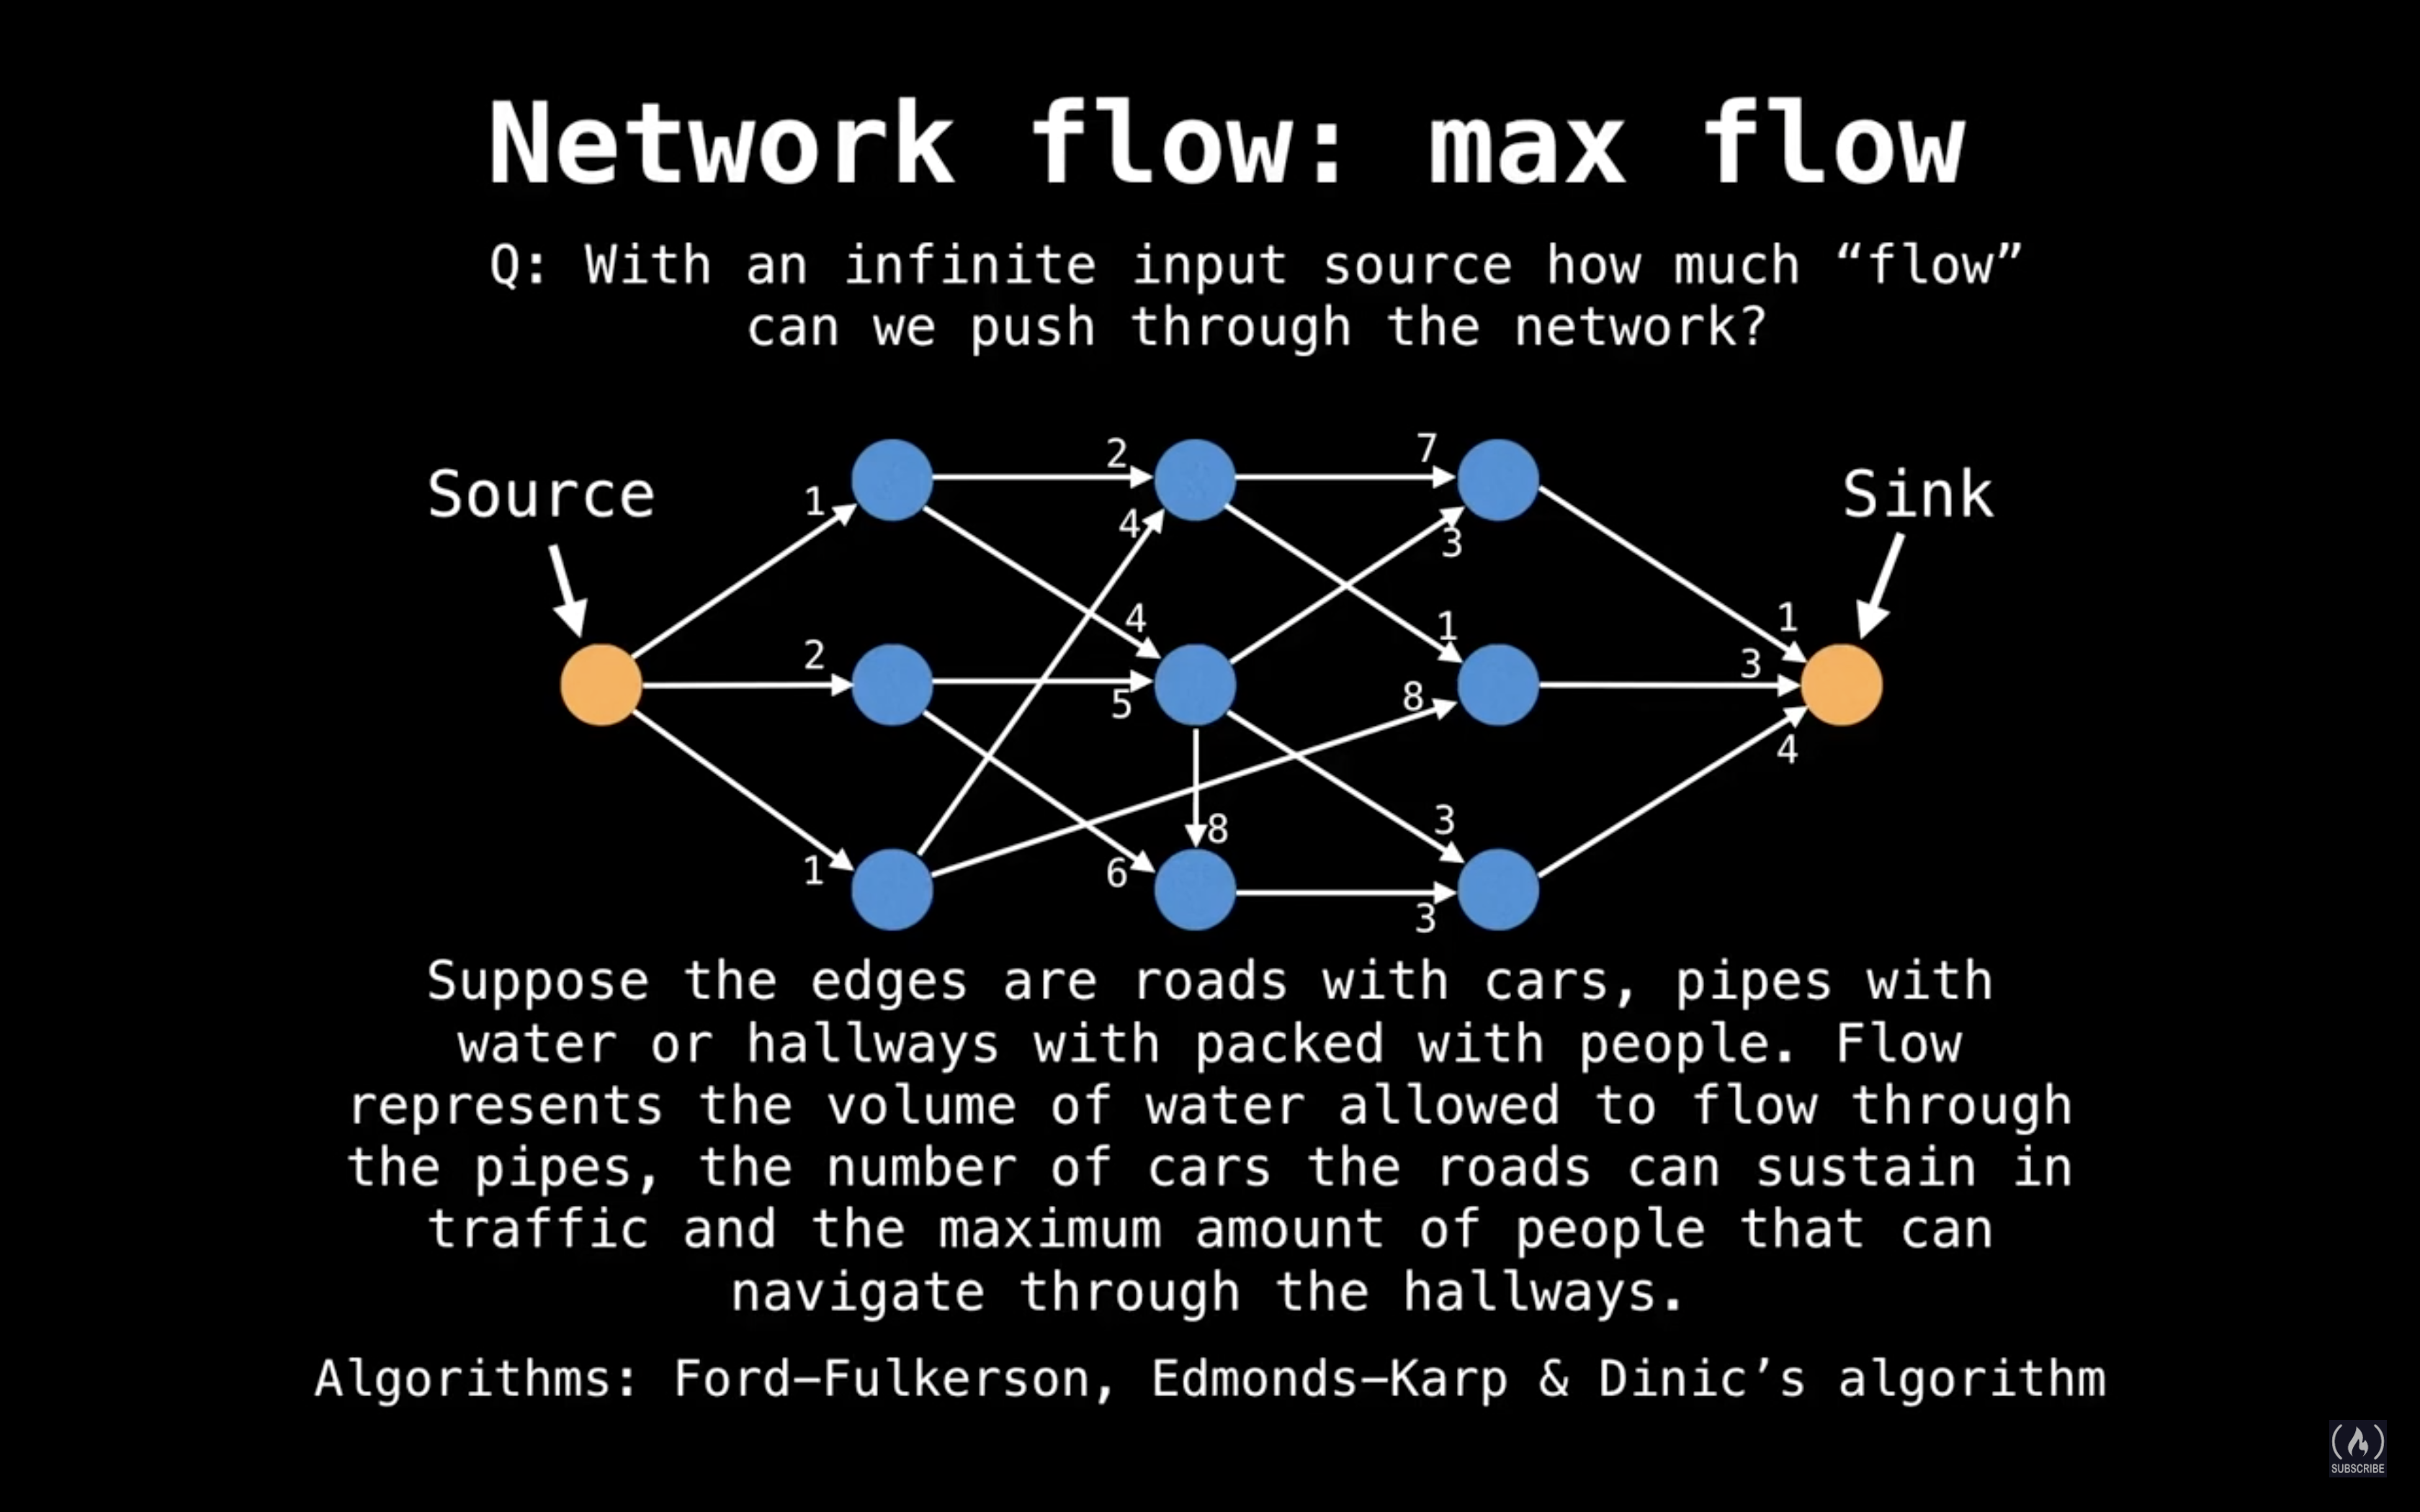 Network flow: max flow
Q: With an infinite input source how much “flow”
can we push through the network?
Source
Sink
2
7
1
4
3
4
1
1
2
5
8
3
4
8
3
1
6
3
Suppose the edges are roads with cars, pipes with
water or hallways with packed with people. Flow
represents the volume of water allowed to flow through
the pipes, the number of cars the roads can sustain in
traffic and the maximum amount of people that can
navigate through the hallways.
Algorithms: Ford–Fulkerson, Edmonds–Karp & Dinic’s algorithm
SUBSCRIBE